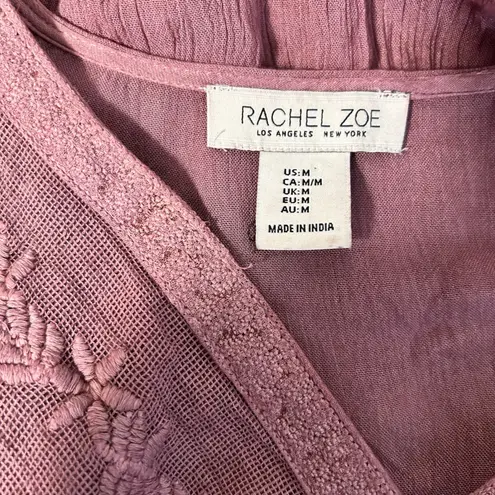 RACHEL ZOE
LOS ANGELES NEW YORK
US:M
CA:M/M
UK:M
EU:M
AU:M
MADE IN INDIA